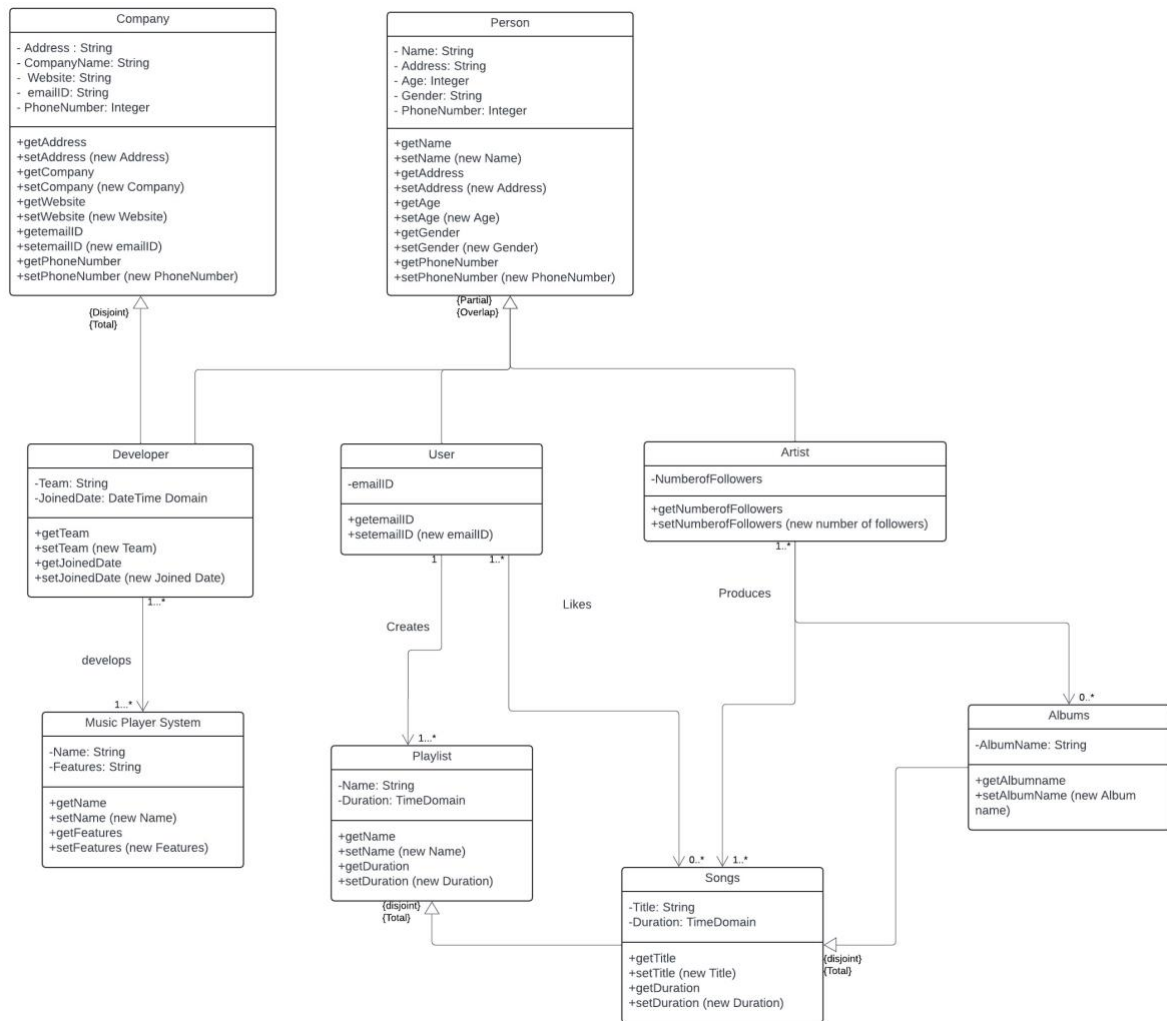 Company
- Address : String
- CompanyName: String
- Website: String
- emailID: String
- PhoneNumber: Integer
+getAddress
+setAddress (new Address)
+getCompany
+setCompany (new Company)
+getWebsite
+setWebsite (new Website)
+getemailID
+setemailID (new emailID)
+getPhoneNumber
+setPhoneNumber (new PhoneNumber)
{Disjoint}
{Total}
Person
- Name: String
- Address: String
- Age: Integer
- Gender: String
- PhoneNumber: Integer
+getName
+setName (new Name)
+getAddress
+setAddress (new Address)
+getAge
+setAge (new Age)
+getGender
+setGender (new Gender)
+getPhoneNumber
+setPhoneNumber (new PhoneNumber)
{Partial}
{Overlap}
Developer
-Team: String
-JoinedDate: DateTime Domain
+getTeam
+setTeam (new Team)
+getJoinedDate
+setJoinedDate (new Joined Date)
1...*
develops
1...*
User
-emailID
+getemailID
+setemailID (new emailID)
1
1...*
Creates
Likes
1...*
Artist
-NumberofFollowers
+getNumberofFollowers
+setNumberofFollowers (new number of followers)
1...*
Produces
0..*
Music Player System
-Name: String
-Features: String
+getName
+setName (new Name)
+getFeatures
+setFeatures (new Features)
Playlist
-Name: String
-Duration: TimeDomain
+getName
+setName (new Name)
+getDuration
+setDuration (new Duration)
{disjoint}
{Total}
Albums
-AlbumName: String
+getAlbumname
+setAlbumName (new Album
name)
0..*
1..*
Songs
-Title: String
-Duration: TimeDomain
+getTitle
+setTitle (new Title)
+getDuration
+setDuration (new Duration)
{disjoint}
{Total}